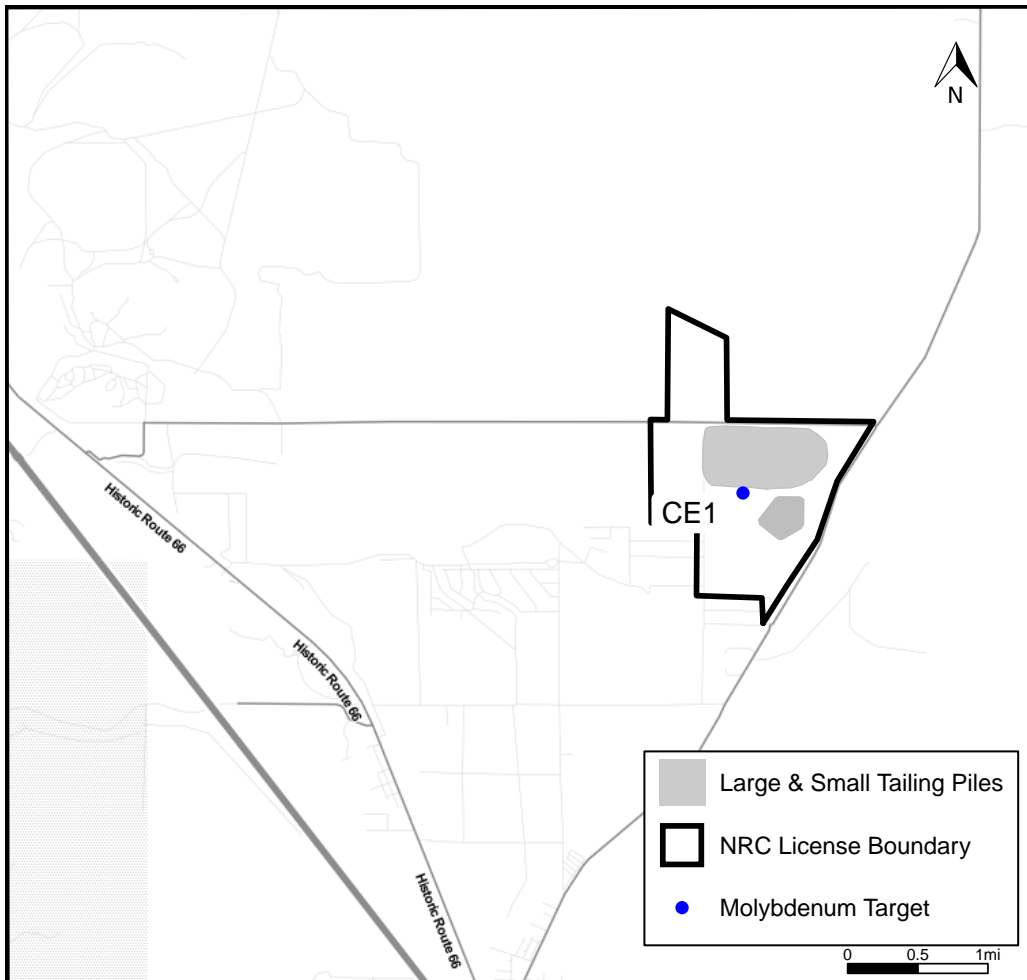 N
CE1
Historic Route 66
Historic Route 66
Historic Route 66
Large & Small Tailing Piles
NRC License Boundary
Molybdenum Target
0 0.5 1mi